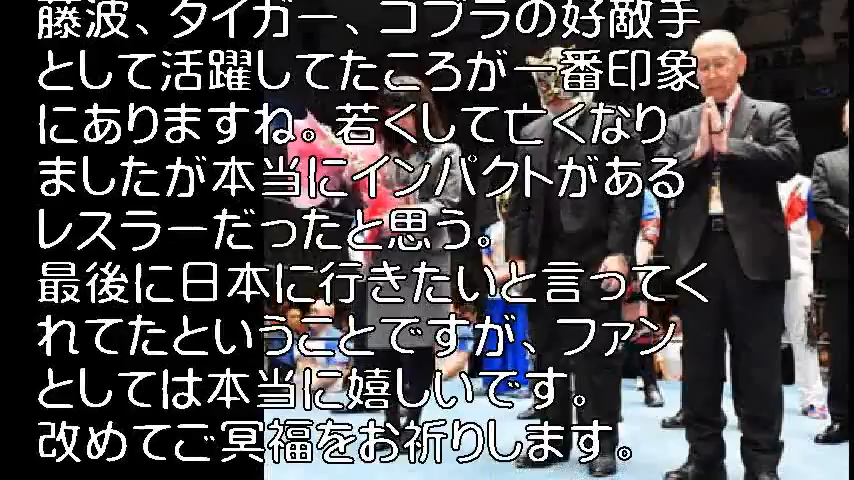 藤波、タイガー、コブラの好敵手
として活躍してたころが一番印象
にありますね。若くして亡くなり
ましたが本当にインパクトがある
レスラーだったと思う。
最後に日本に行きたいと言ってく
れてたということですが、ファン
としては本当に嬉しいです。
改めてご冥福をお祈りします。